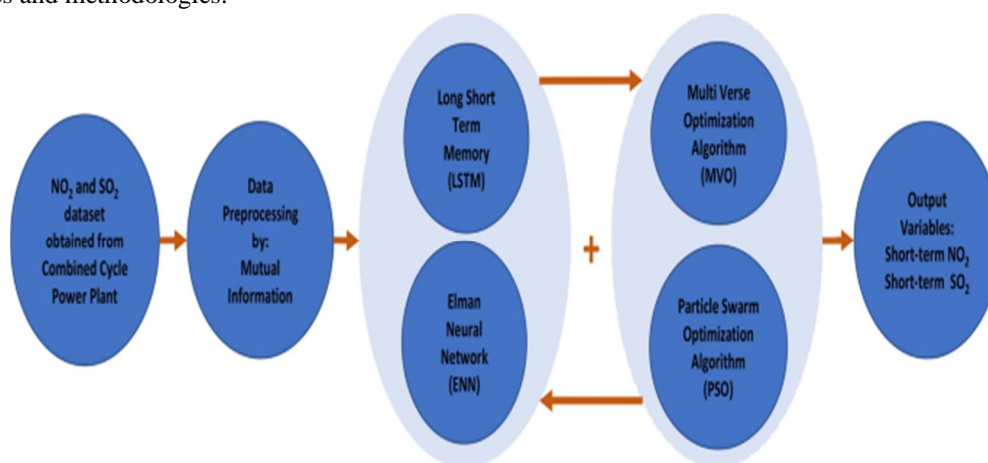 es and methodologies.
NO₂ and SO₂
dataset
obtained from
Combined Cycle
Power Plant
Data
Preprocessing
by:
Mutual
Information
Long Short
Term
Memory
(LSTM)
Elman
Neural
Network
(ENN)
+
Multi Verse
Optimization
Algorithm
(MVO)
Particle Swarm
Optimization
Algorithm
(PSO)
Output
Variables:
Short-term NO₂
Short-term SO₂